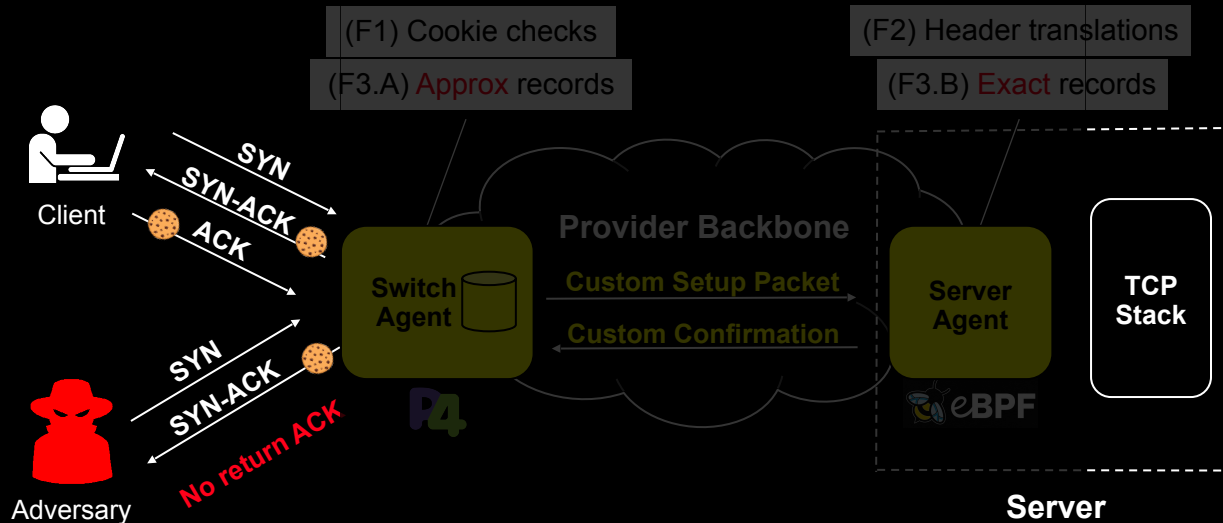 (F1) Cookie checks
(F3.A) Approx records
(F2) Header translations
(F3.B) Exact records
SYN
SYN-ACK
ACK
Client
Provider Backbone
Switch
Agent
Custom Setup Packet
Custom Confirmation
Server
Agent
TCP
Stack
SYN
SYN-ACK
No return ACK
P4
eBPF
Adversary
Server